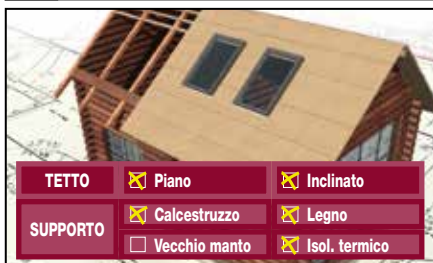 TETTO Piano Inclinato
SUPPORTO Calcestruzzo Legno
Vecchio manto Isol. termico